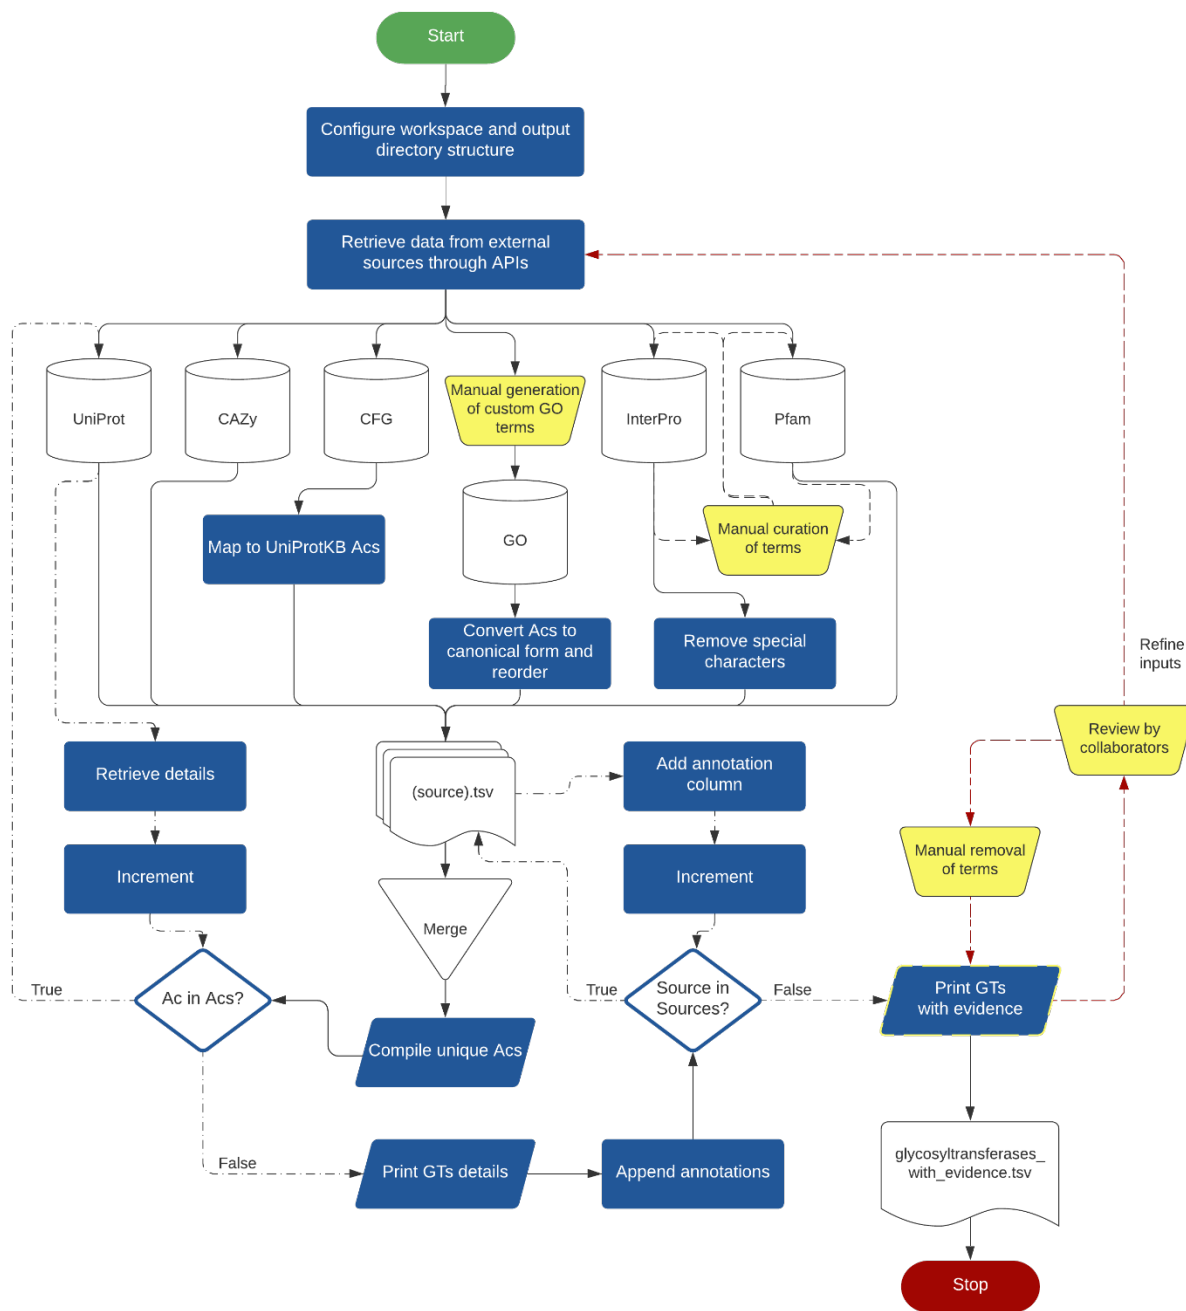 Start
Configure workspace and output
directory structure
Retrieve data from external
sources through APIs
UniProt
CAZy
CFG
Manual generation
of custom GO
terms
InterPro
Pfam
Map to UniProtKB Acs
GO
Manual curation
of terms
Convert Acs to
canonical form and
reorder
Remove special
characters
Refine
inputs
Review by
collaborators
Retrieve details
(source).tsv
Add annotation
column
Manual removal
of terms
Increment
Increment
Merge
True
Ac in Acs?
True
Source in
Sources?
False
Print GTs
with evidence
Compile unique Acs
False
Print GTs details
Append annotations
glycosyltransferases_
with_evidence.tsv
Stop